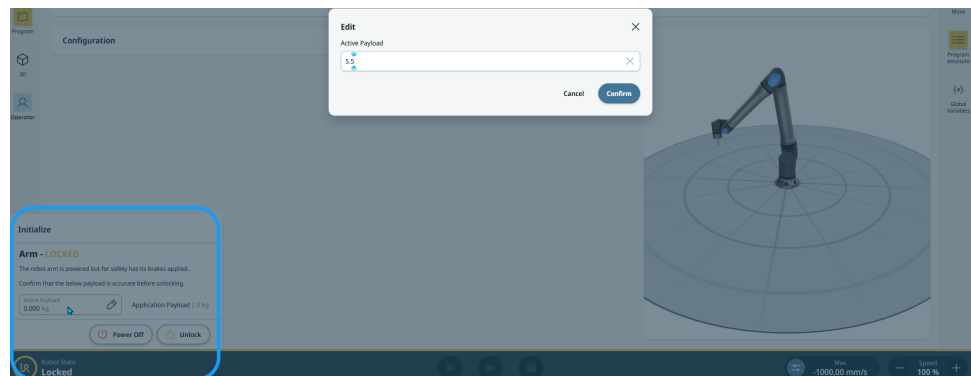 Program
3D
Operator
Configuration
Edit
Active Payload
5.5
Cancel
Confirm
Move
Program
structure
{x}
Global
Variables
Initialize
Arm - LOCKED
The robot arm is powered but for safety has its brakes applied.
Confirm that the below payload is accurate before unlocking.
Active Payload
0.000 kg
Application Payload | 0 kg
Power Off
Unlock
UR
Robot State
Locked
Max
-1000.00 mm/s
Speed
100 %